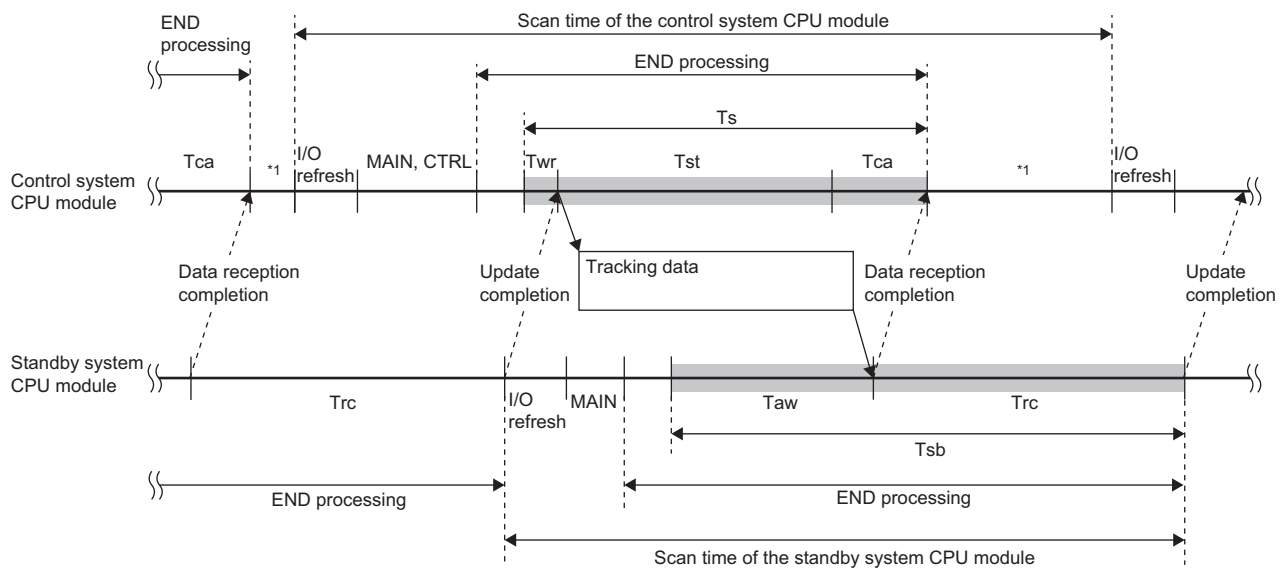 END
processing
Scan time of the control system CPU module
END processing
Ts
Tca
*1
I/O
refresh
MAIN, CTRL
Twr
Tst
Tca
*1
I/O
refresh
Control system
CPU module
Data reception
completion
Update
completion
Tracking data
Data reception
completion
Update
completion
Standby system
CPU module
Trc
I/O
refresh
MAIN
Taw
Trc
Tsb
END processing
END processing
Scan time of the standby system CPU module